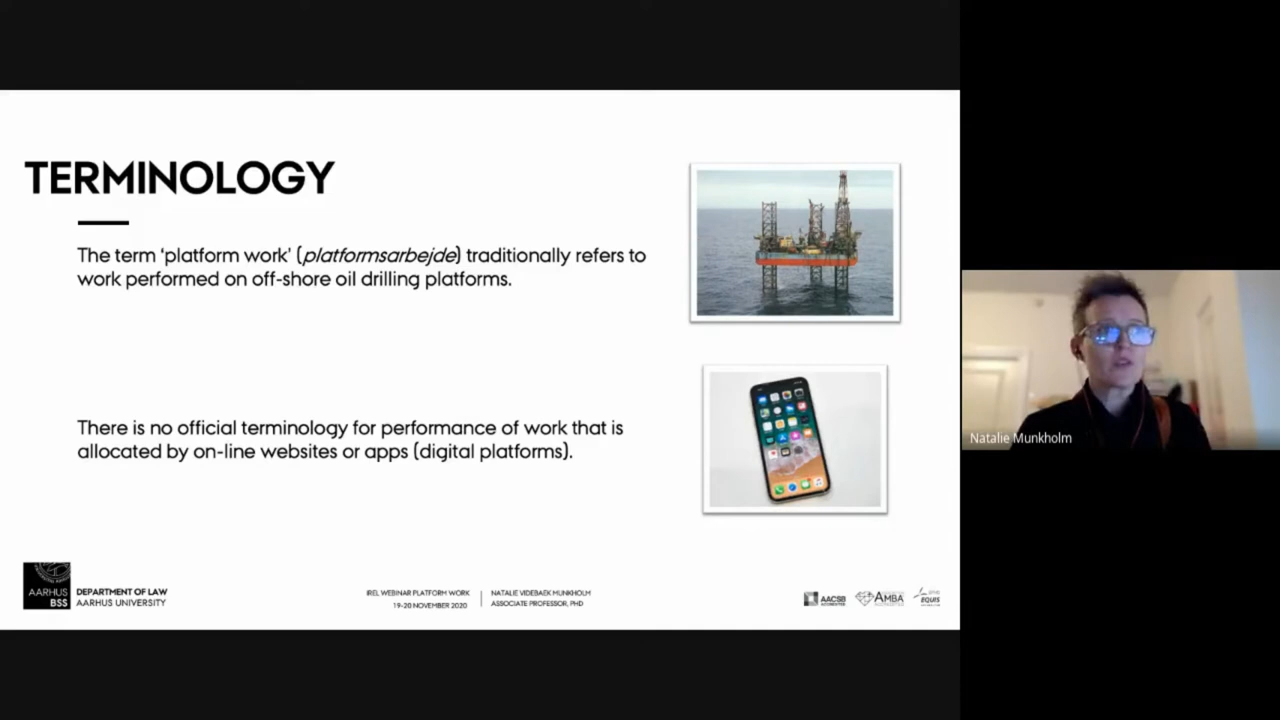 TERMINOLOGY
The term ‘platform work’ (platformsarbejde) traditionally refers to
work performed on off-shore oil drilling platforms.
There is no official terminology for performance of work that is
allocated by on-line websites or apps (digital platforms).
Natalie Munkholm
AARHUS
BSS
DEPARTMENT OF LAW
AARHUS UNIVERSITY
IREL WEBINAR PLATFORM WORK
19-20 NOVEMBER 2020
NATALIE VIDEBAEK MUNKHOLM
ASSOCIATE PROFESSOR, PHD
AACSB
ACCREDITED
AMBA
EQUIS